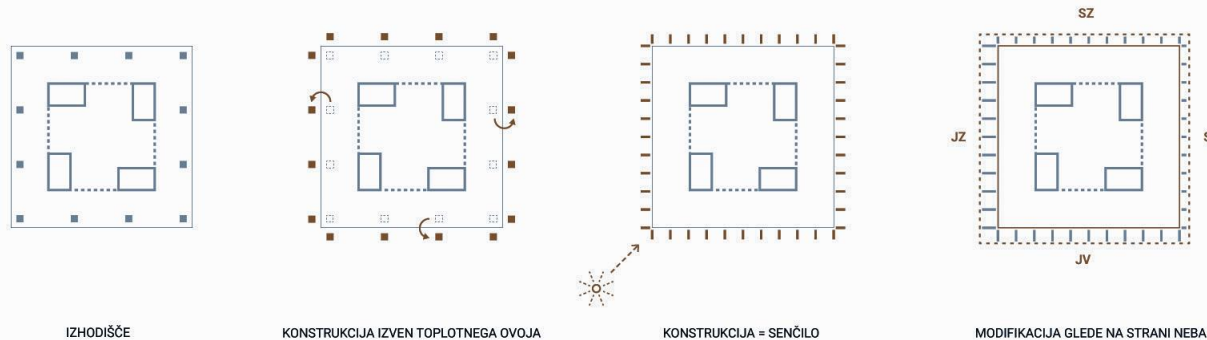 SZ
JZ
JV
IZHODIŠČE
KONSTRUKCIJA IZVEN TOPLOTNEGA OVOJA
KONSTRUKCIJA = SENČILO
MODIFIKACIJA GLEDE NA STRANI NEBA